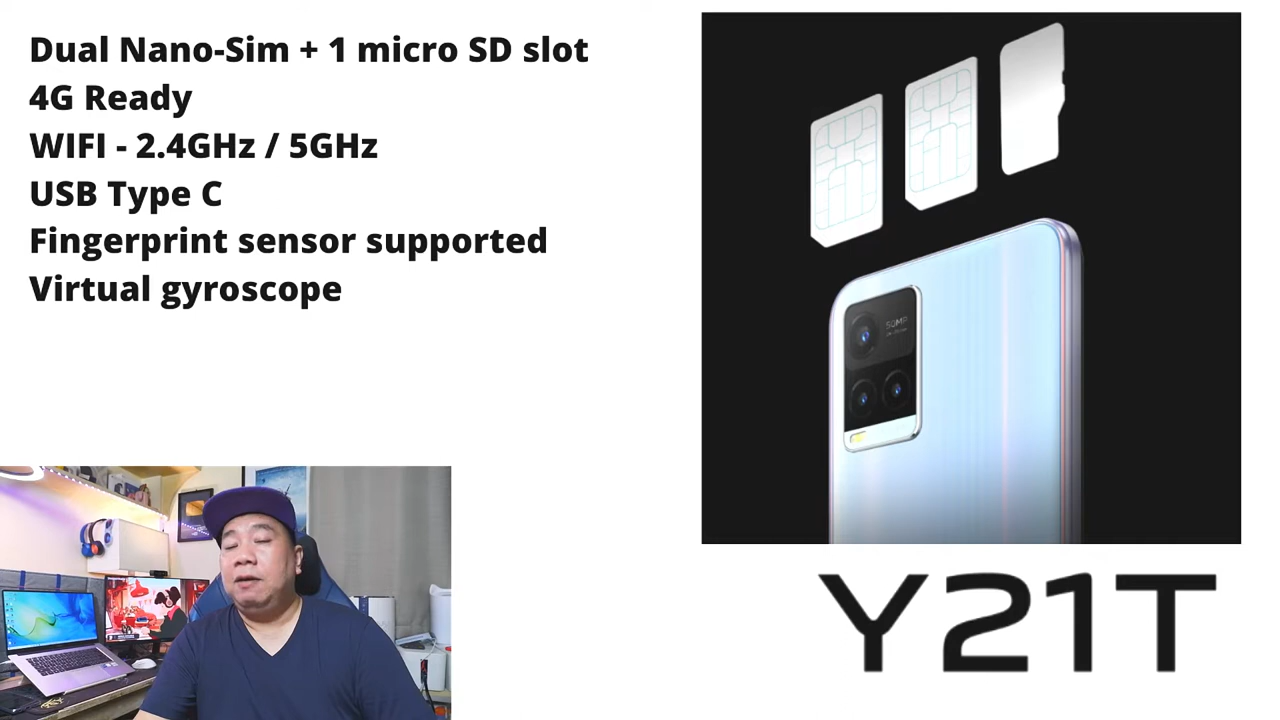 Dual Nano-Sim + 1 micro SD slot
4G Ready
WIFI - 2.4GHz / 5GHz
USB Type C
Fingerprint sensor supported
Virtual gyroscope
50MP
Y21T